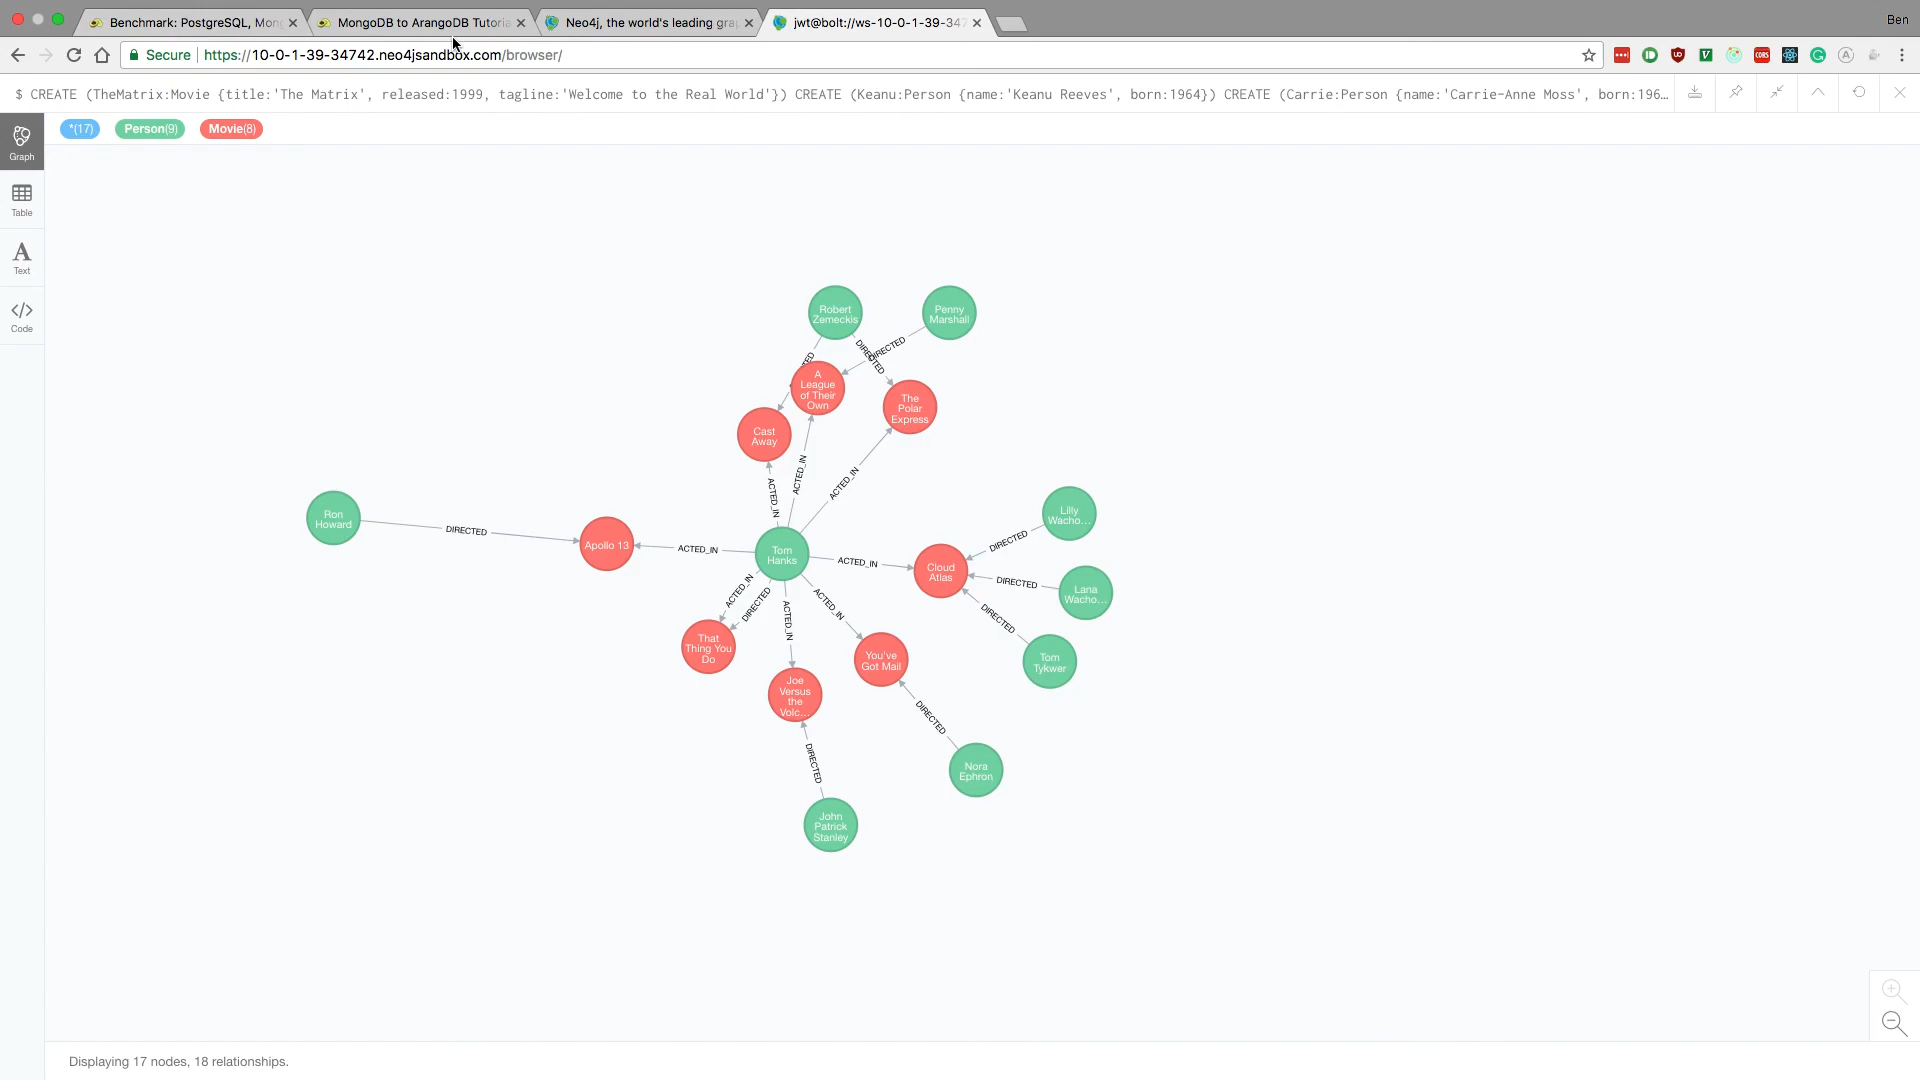 Benchmark: PostgreSQL, Mon
MongoDB to ArangoDB Tutoria
Neo4j, the world's leading gra
jwt@bolt://ws-10-0-1-39-347
Ben
Secure
https://10-0-1-39-34742.neo4jsandbox.com/browser/
CORS
$ CREATE (TheMatrix:Movie {title:'The Matrix', released:1999, tagline:'Welcome to the Real World'}) CREATE (Keanu:Person {name:'Keanu Reeves', born:1964}) CREATE (Carrie:Person {name:'Carrie-Anne Moss', born:196…
*(17)
Person(9)
Movie(8)
Graph
Table
A
Text
Code
Robert
Zemeckis
Penny
Marshall
DIRECTED
DIRECTED
A
League
of Their
Own
The
Polar
Express
Cast
Away
ACTED_IN
ACTED_IN
ACTED_IN
Ron
Howard
DIRECTED
Apollo 13
ACTED_IN
Tom
Hanks
ACTED_IN
Cloud
Atlas
DIRECTED
Lilly
Wacho…
DIRECTED
Lana
Wacho…
DIRECTED
Tom
Tykwer
ACTED_IN
DIRECTED
ACTED_IN
ACTED_IN
That
Thing You
Do
Joe
Versus
the
Volc…
You've
Got Mail
DIRECTED
DIRECTED
Nora
Ephron
John
Patrick
Stanley
Displaying 17 nodes, 18 relationships.